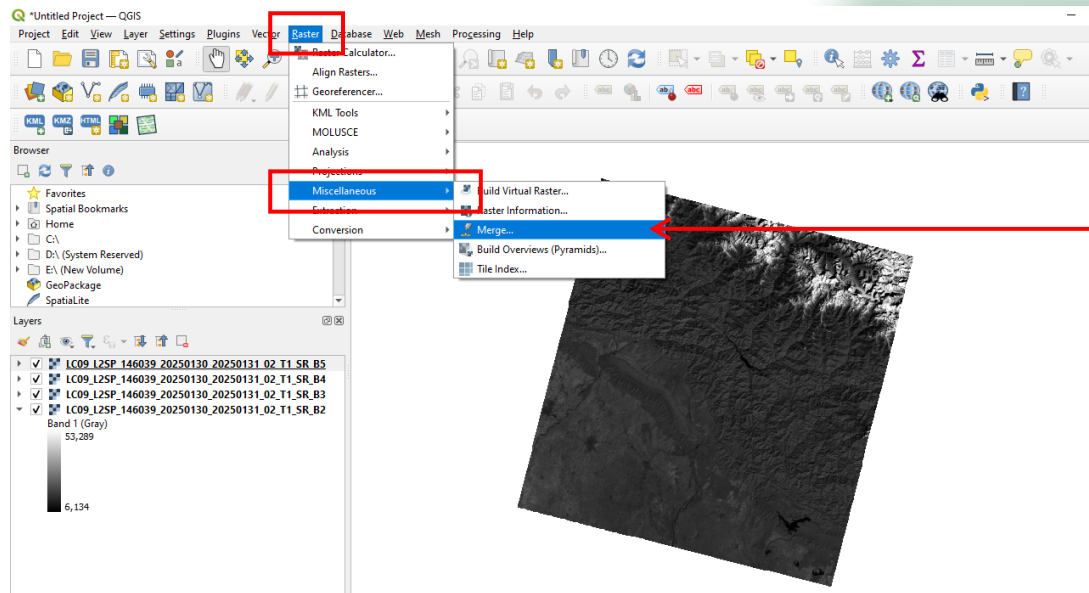 *Untitled Project — QGIS
Project Edit View Layer Settings Plugins Vector Raster Database Web Mesh Processing Help
Raster Calculator...
Align Rasters...
Georeferencer...
KML Tools
MOLUSCE
Analysis
Projections
Miscellaneous
Extraction
Conversion
Build Virtual Raster...
Raster Information...
Merge...
Build Overviews (Pyramids)...
Tile Index...
KML KMZ HTML
Browser
Favorites
Spatial Bookmarks
Home
C:\
D:\ (System Reserved)
E:\ (New Volume)
GeoPackage
SpatiaLite
Layers
LC09_L2SP_146039_20250130_20250131_02_T1_SR_B5
LC09_L2SP_146039_20250130_20250131_02_T1_SR_B4
LC09_L2SP_146039_20250130_20250131_02_T1_SR_B3
LC09_L2SP_146039_20250130_20250131_02_T1_SR_B2
Band 1 (Gray)
53,289
6,134